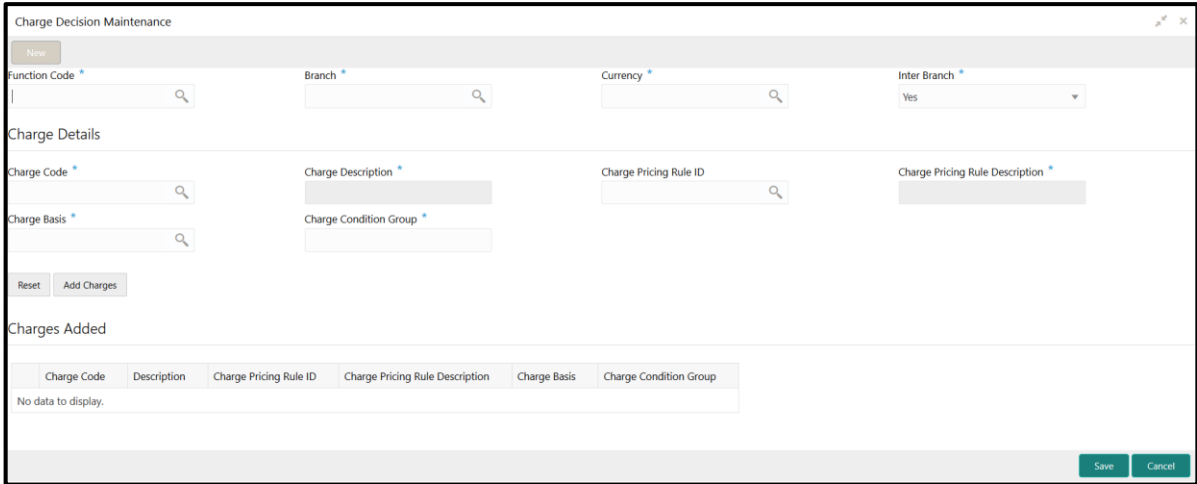 Charge Decision Maintenance
New
Function Code * Branch * Currency * Inter Branch *
Yes
Charge Details
Charge Code * Charge Description * Charge Pricing Rule ID Charge Pricing Rule Description *
Charge Basis * Charge Condition Group *
Reset Add Charges
Charges Added
Charge Code Description Charge Pricing Rule ID Charge Pricing Rule Description Charge Basis Charge Condition Group
No data to display.
Save Cancel